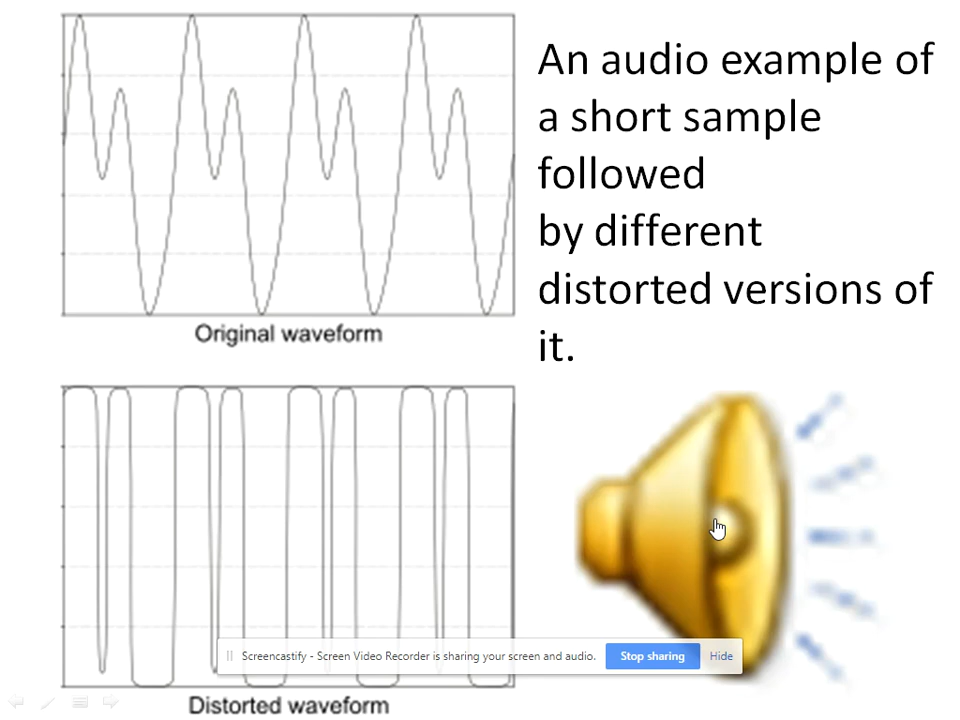 An audio example of
a short sample
followed
by different
distorted versions of
it.
Original waveform
Screencastify - Screen Video Recorder is sharing your screen and audio. Stop sharing Hide
Distorted waveform